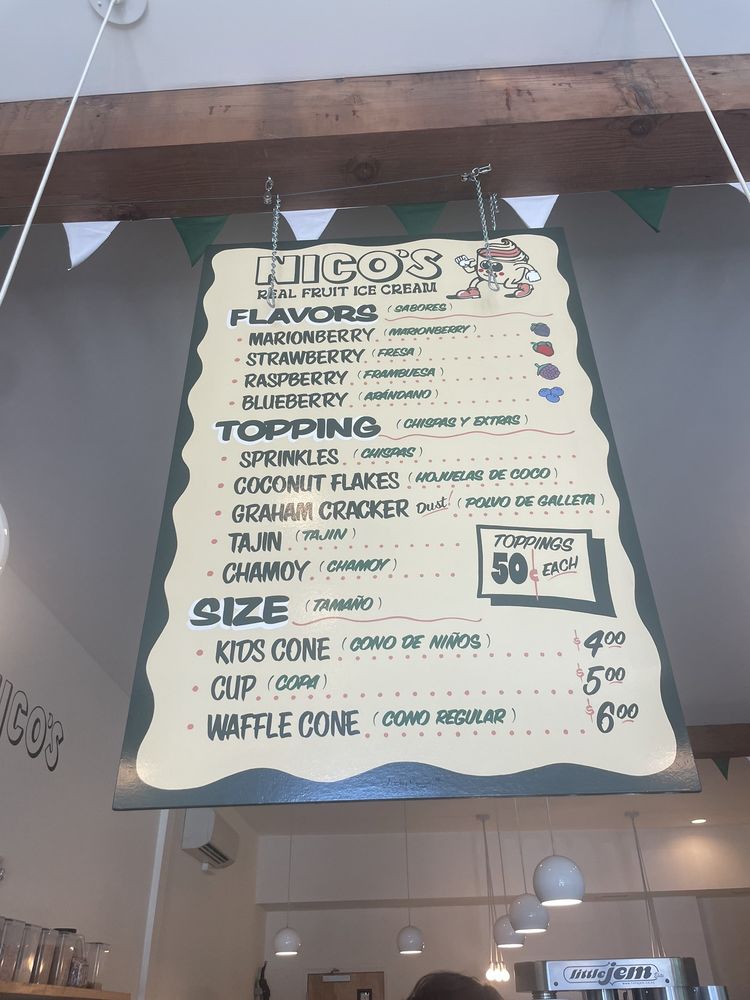 NICO'S
REAL FRUIT ICE CREAM
FLAVORS (SABORES)
• MARIONBERRY (MARIONBERRY)
• STRAWBERRY (FRESA)
• RASPBERRY (FRAMBUESA)
• BLUEBERRY (ARÁNDANO)
TOPPING (CHISPAS Y EXTRAS)
• SPRINKLES (CHISPAS)
• COCONUT FLAKES (HOJUELAS DE COCO)
• GRAHAM CRACKER Dust! (POLVO DE GALLETA)
• TAJIN (TAJIN)
• CHAMOY (CHAMOY)
TOPPINGS
50¢ EACH
SIZE (TAMAÑO)
• KIDS CONE (CONO DE NIÑOS) $4.00
• CUP (COPA) $5.00
• WAFFLE CONE (CONO REGULAR) $6.00
NICO'S
little jem